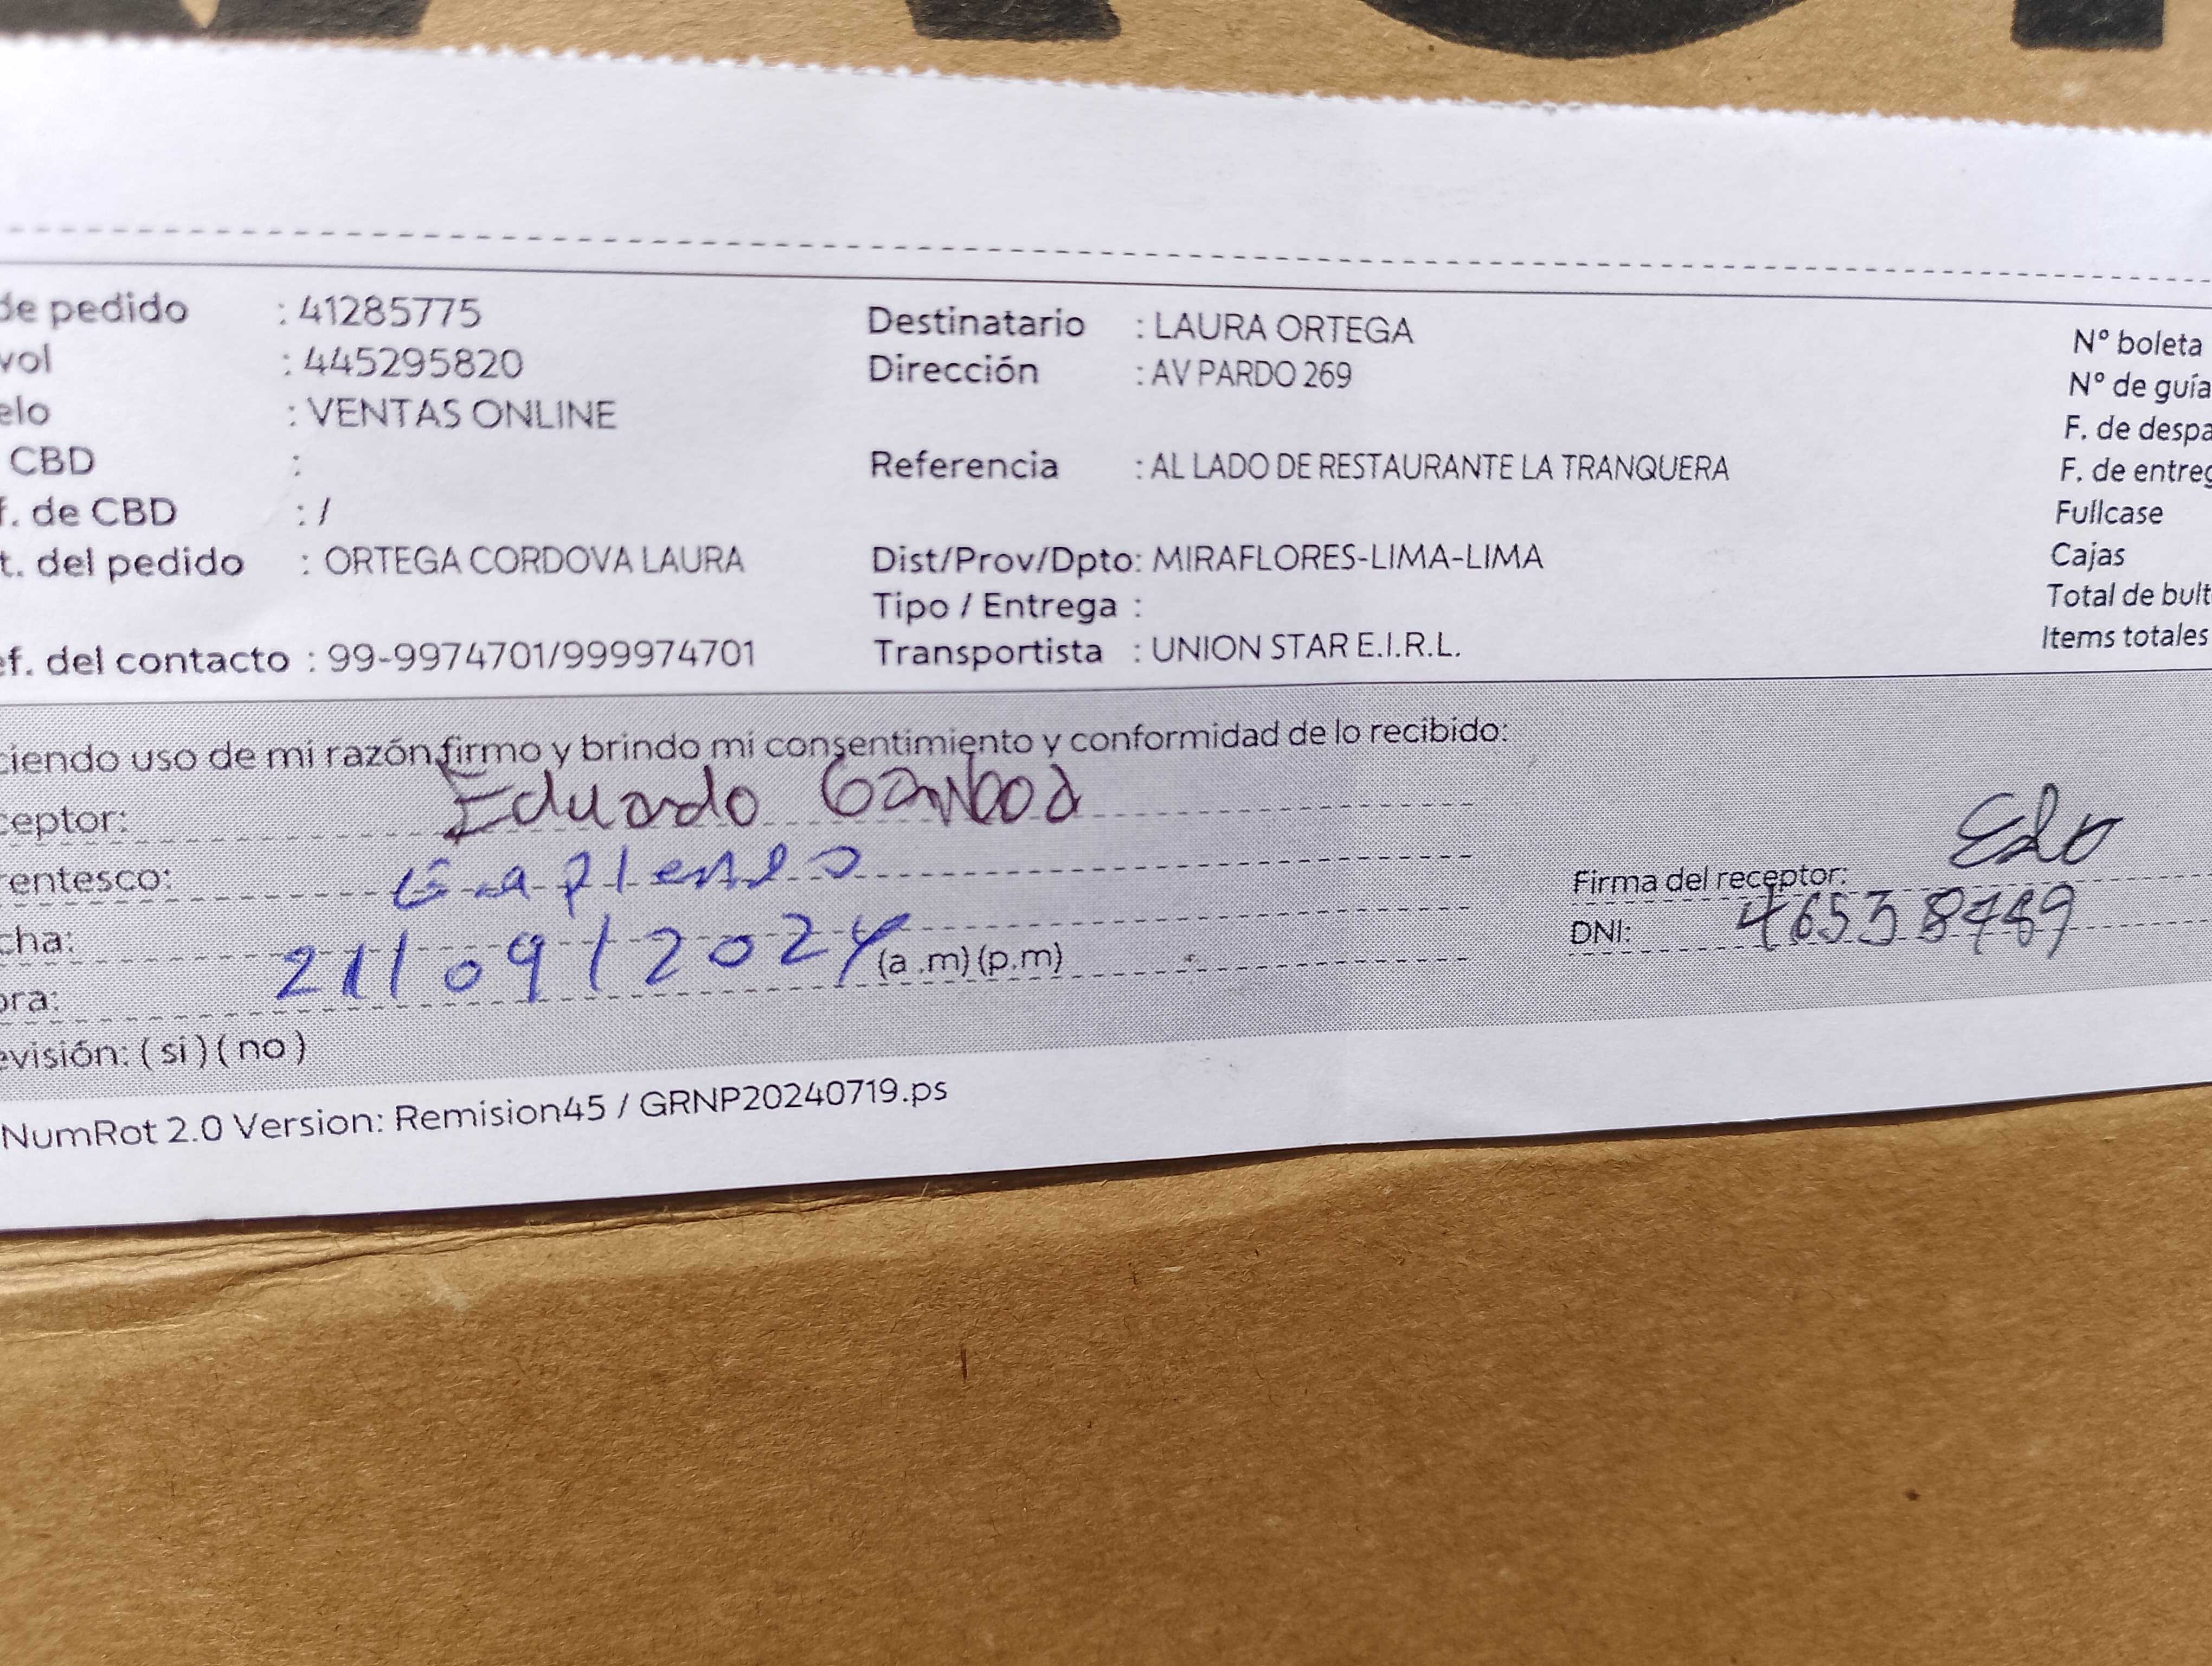 de pedido : 41285775
vol : 445295820
elo : VENTAS ONLINE
CBD :
f. de CBD : /
t. del pedido : ORTEGA CORDOVA LAURA
ef. del contacto : 99-9974701/999974701
Destinatario : LAURA ORTEGA
Dirección : AV PARDO 269
Referencia : AL LADO DE RESTAURANTE LA TRANQUERA
Dist/Prov/Dpto: MIRAFLORES-LIMA-LIMA
Tipo / Entrega :
Transportista : UNION STAR E.I.R.L.
N° boleta
N° de guía
F. de despa
F. de entreg
Fullcase
Cajas
Total de bult
Items totales
ciendo uso de mi razón firmo y brindo mi consentimiento y conformidad de lo recibido:
ceptor: Eduardo Gamboa
rentesco:
cha: 21/09/2024
ora: (a .m) (p.m)
evisión: ( si ) ( no )
Firma del receptor: Edo
DNI:
NumRot 2.0 Version: Remision45 / GRNP20240719.ps